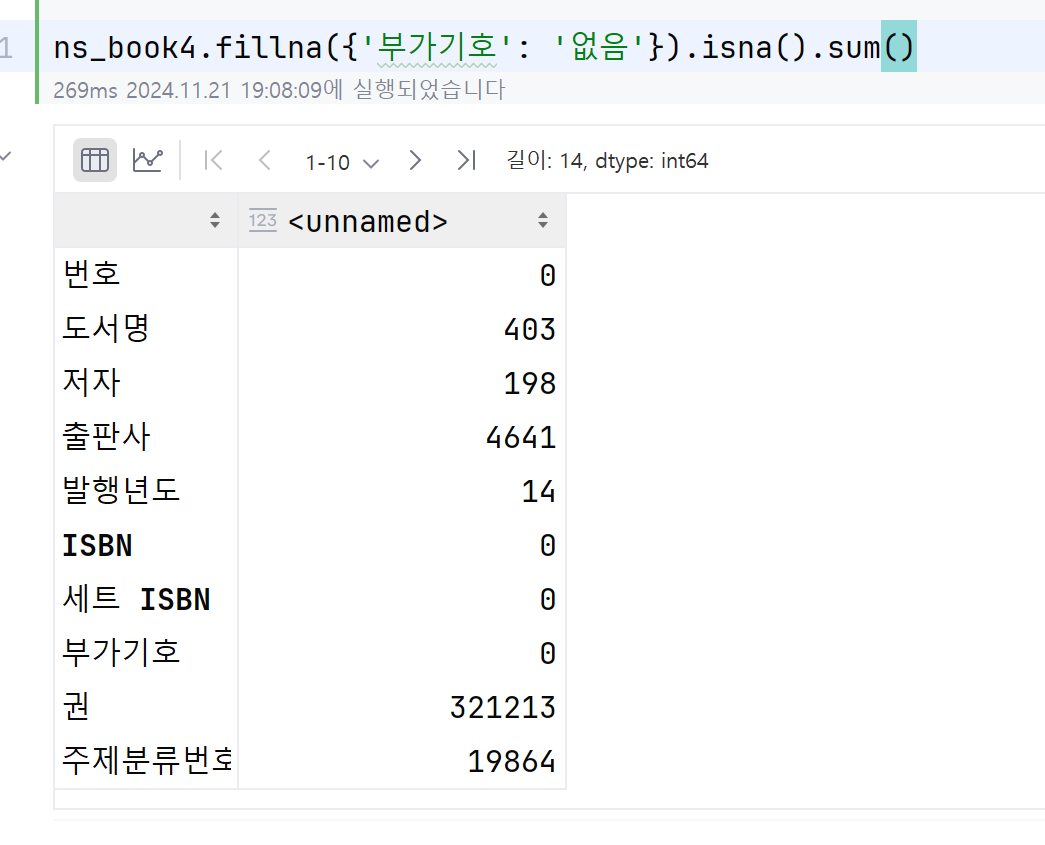 1 ns_book4.fillna({'부가기호': '없음'}).isna().sum()
269ms 2024.11.21 19:08:09에 실행되었습니다
1-10 길이: 14, dtype: int64
123 <unnamed>
번호 0
도서명 403
저자 198
출판사 4641
발행년도 14
ISBN 0
세트 ISBN 0
부가기호 0
권 321213
주제분류번호 19864